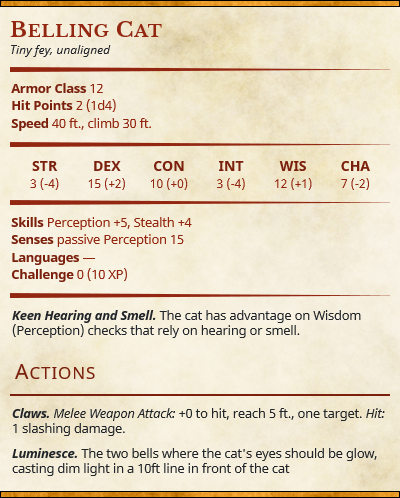 Belling Cat
Tiny fey, unaligned
Armor Class 12
Hit Points 2 (1d4)
Speed 40 ft., climb 30 ft.
STR DEX CON INT WIS CHA
3 (-4) 15 (+2) 10 (+0) 3 (-4) 12 (+1) 7 (-2)
Skills Perception +5, Stealth +4
Senses passive Perception 15
Languages —
Challenge 0 (10 XP)
Keen Hearing and Smell. The cat has advantage on Wisdom
(Perception) checks that rely on hearing or smell.
Actions
Claws. Melee Weapon Attack: +0 to hit, reach 5 ft., one target. Hit:
1 slashing damage.
Luminesce. The two bells where the cat's eyes should be glow,
casting dim light in a 10ft line in front of the cat